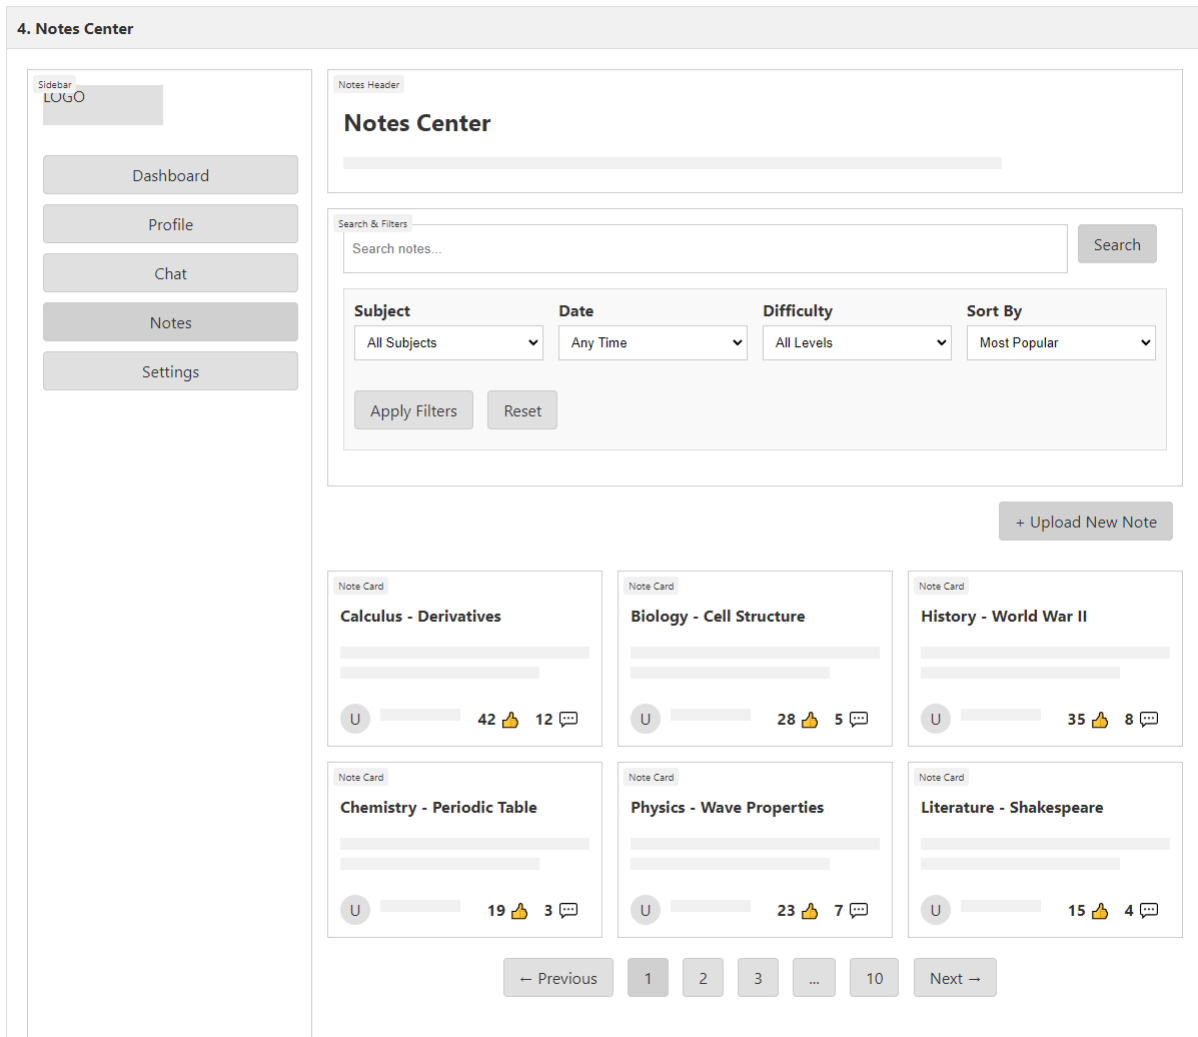 4. Notes Center
Sidebar
LOGO
Dashboard
Profile
Chat
Notes
Settings
Notes Header
Notes Center
Search & Filters
Search notes...
Search
Subject
Date
Difficulty
Sort By
All Subjects
Any Time
All Levels
Most Popular
Apply Filters
Reset
+ Upload New Note
Note Card
Calculus - Derivatives
U
42 👍 12 💬
Note Card
Biology - Cell Structure
U
28 👍 5 💬
Note Card
History - World War II
U
35 👍 8 💬
Note Card
Chemistry - Periodic Table
U
19 👍 3 💬
Note Card
Physics - Wave Properties
U
23 👍 7 💬
Note Card
Literature - Shakespeare
U
15 👍 4 💬
← Previous 1 2 3 ... 10 Next →